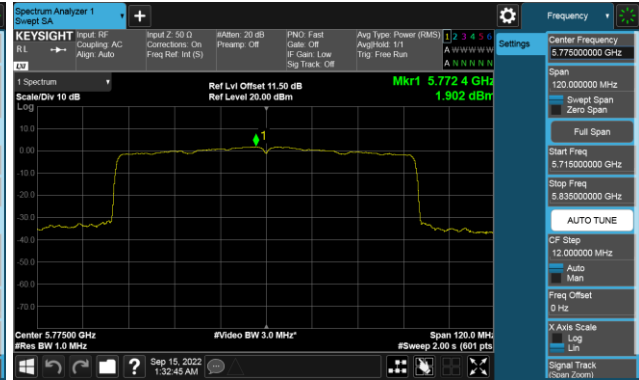 Spectrum Analyzer 1
Swept SA
+
Frequency
KEYSIGHT
RL
LXI
Input: RF
Coupling: AC
Align: Auto
Input Z: 50 Ω
Corrections: On
Freq Ref: Int (S)
#Atten: 20 dB
Preamp: Off
PNO: Fast
Gate: Off
IF Gain: Low
Sig Track: Off
Avg Type: Power (RMS)
Avg|Hold: 1/1
Trig: Free Run
1 2 3 4 5 6
A W W W W W
A N N N N N
Settings
1 Spectrum
Scale/Div 10 dB
Log
Ref Lvl Offset 11.50 dB
Ref Level 20.00 dBm
Mkr1 5.772 4 GHz
1.902 dBm
1
10.0
0.00
-10.0
-20.0
-30.0
-40.0
-50.0
-60.0
-70.0
Center 5.77500 GHz
#Res BW 1.0 MHz
#Video BW 3.0 MHz*
Span 120.0 MHz
#Sweep 2.00 s (601 pts)
?
Sep 15, 2022
1:32:45 AM
Center Frequency
5.775000000 GHz
Span
120.000000 MHz
Swept Span
Zero Span
Full Span
Start Freq
5.715000000 GHz
Stop Freq
5.835000000 GHz
AUTO TUNE
CF Step
12.000000 MHz
Auto
Man
Freq Offset
0 Hz
X Axis Scale
Log
Lin
Signal Track
(Span Zoom)